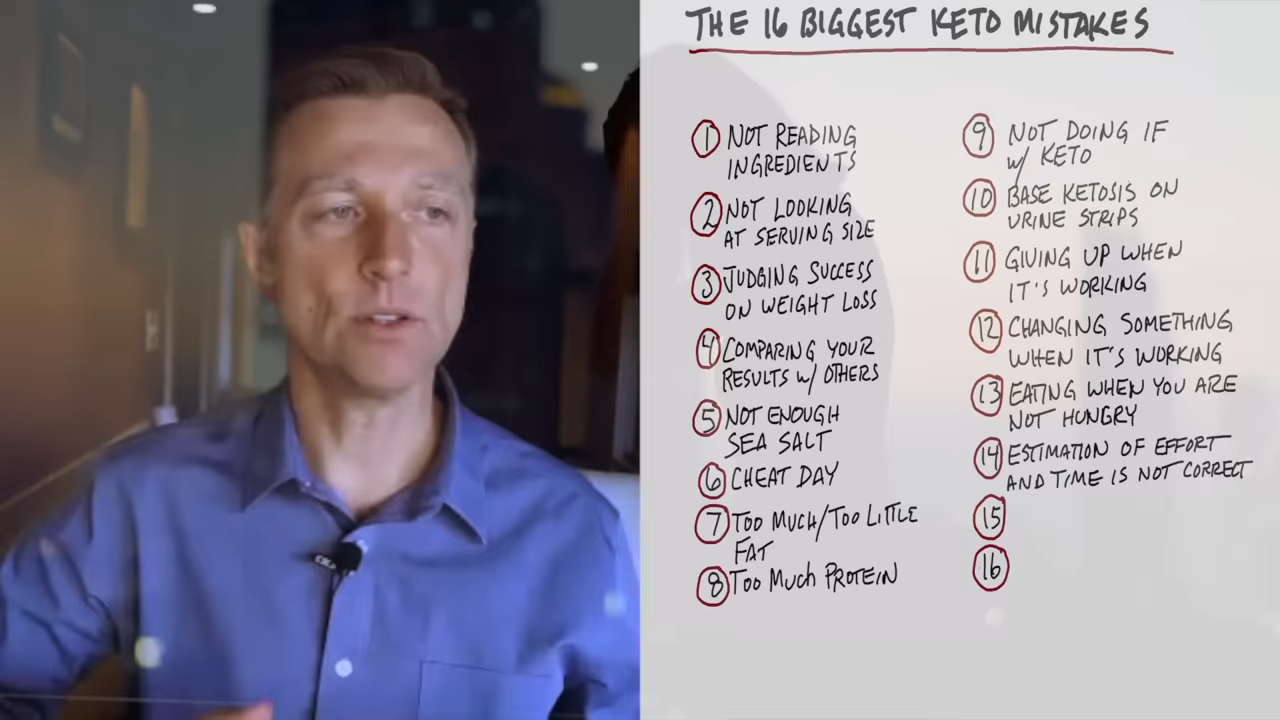 THE 16 BIGGEST KETO MISTAKES
1 NOT READING
INGREDIENTS
2 NOT LOOKING
AT SERVING SIZE
3 JUDGING SUCCESS
ON WEIGHT LOSS
4 COMPARING YOUR
RESULTS W/ OTHERS
5 NOT ENOUGH
SEA SALT
6 CHEAT DAY
7 TOO MUCH/TOO LITTLE
FAT
8 TOO MUCH PROTEIN
9 NOT DOING IF
W/ KETO
10 BASE KETOSIS ON
URINE STRIPS
11 GIVING UP WHEN
IT'S WORKING
12 CHANGING SOMETHING
WHEN IT'S WORKING
13 EATING WHEN YOU ARE
NOT HUNGRY
14 ESTIMATION OF EFFORT
AND TIME IS NOT CORRECT
15
16